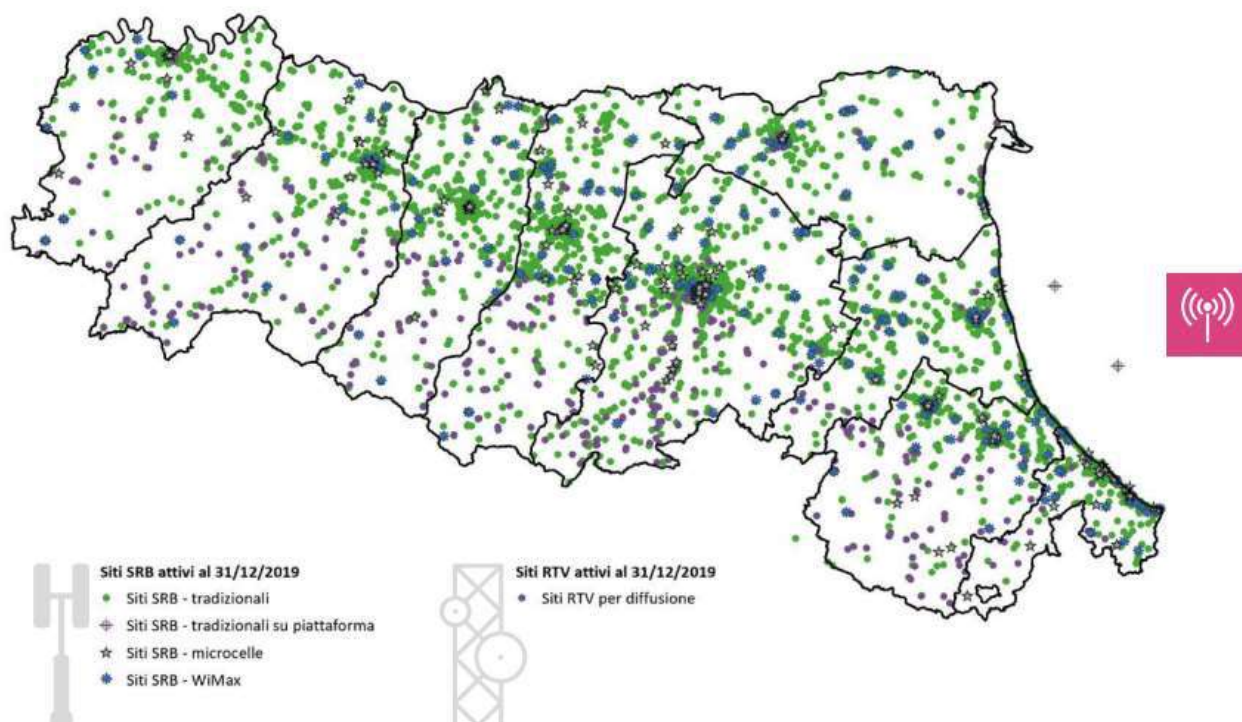 Siti SRB attivi al 31/12/2019
Siti SRB - tradizionali
Siti SRB - tradizionali su piattaforma
Siti SRB - microcelle
Siti SRB - WiMax
Siti RTV attivi al 31/12/2019
Siti RTV per diffusione